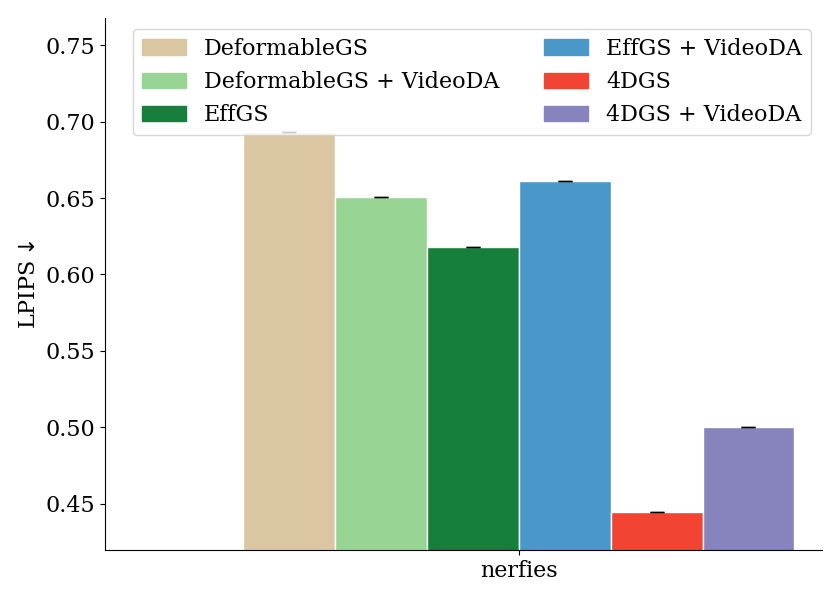 0.75
0.70
0.65
0.60
0.55
0.50
0.45
LPIPS ↓
DeformableGS
DeformableGS + VideoDA
EffGS
EffGS + VideoDA
4DGS
4DGS + VideoDA
nerfies